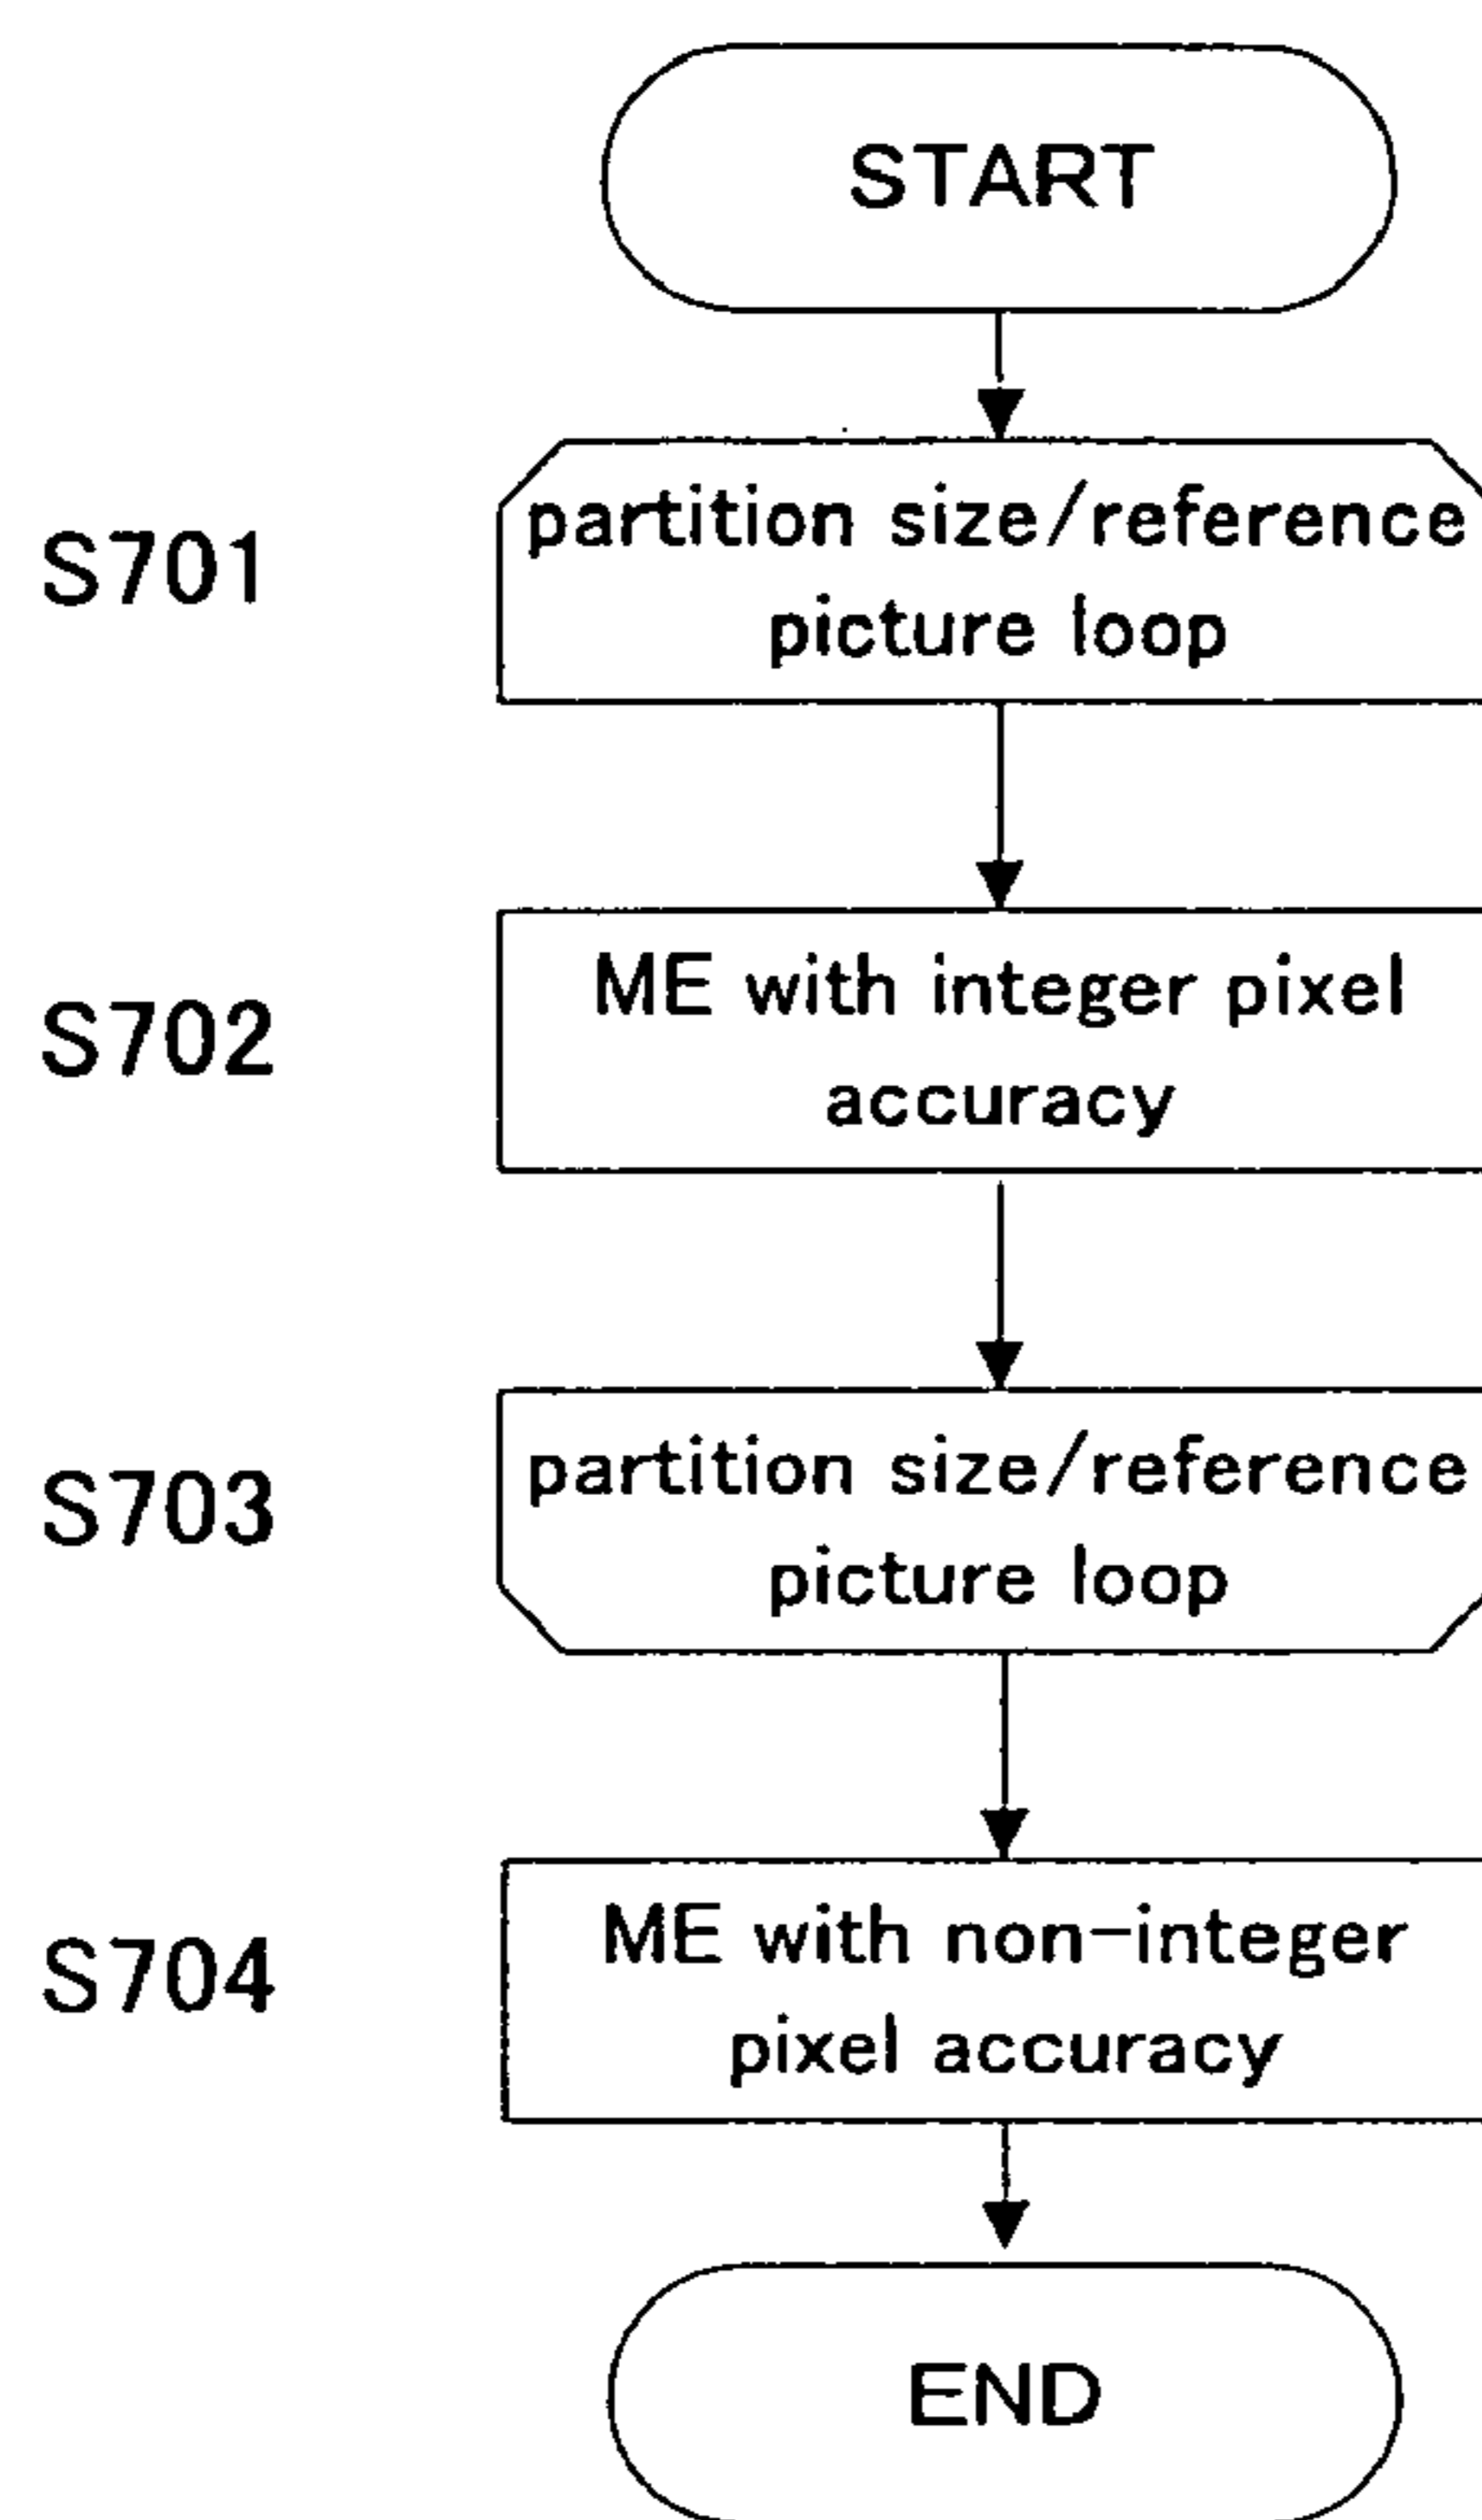 START
S701
partition size/reference
picture loop
S702
ME with integer pixel
accuracy
S703
partition size/reference
picture loop
S704
ME with non-integer
pixel accuracy
END